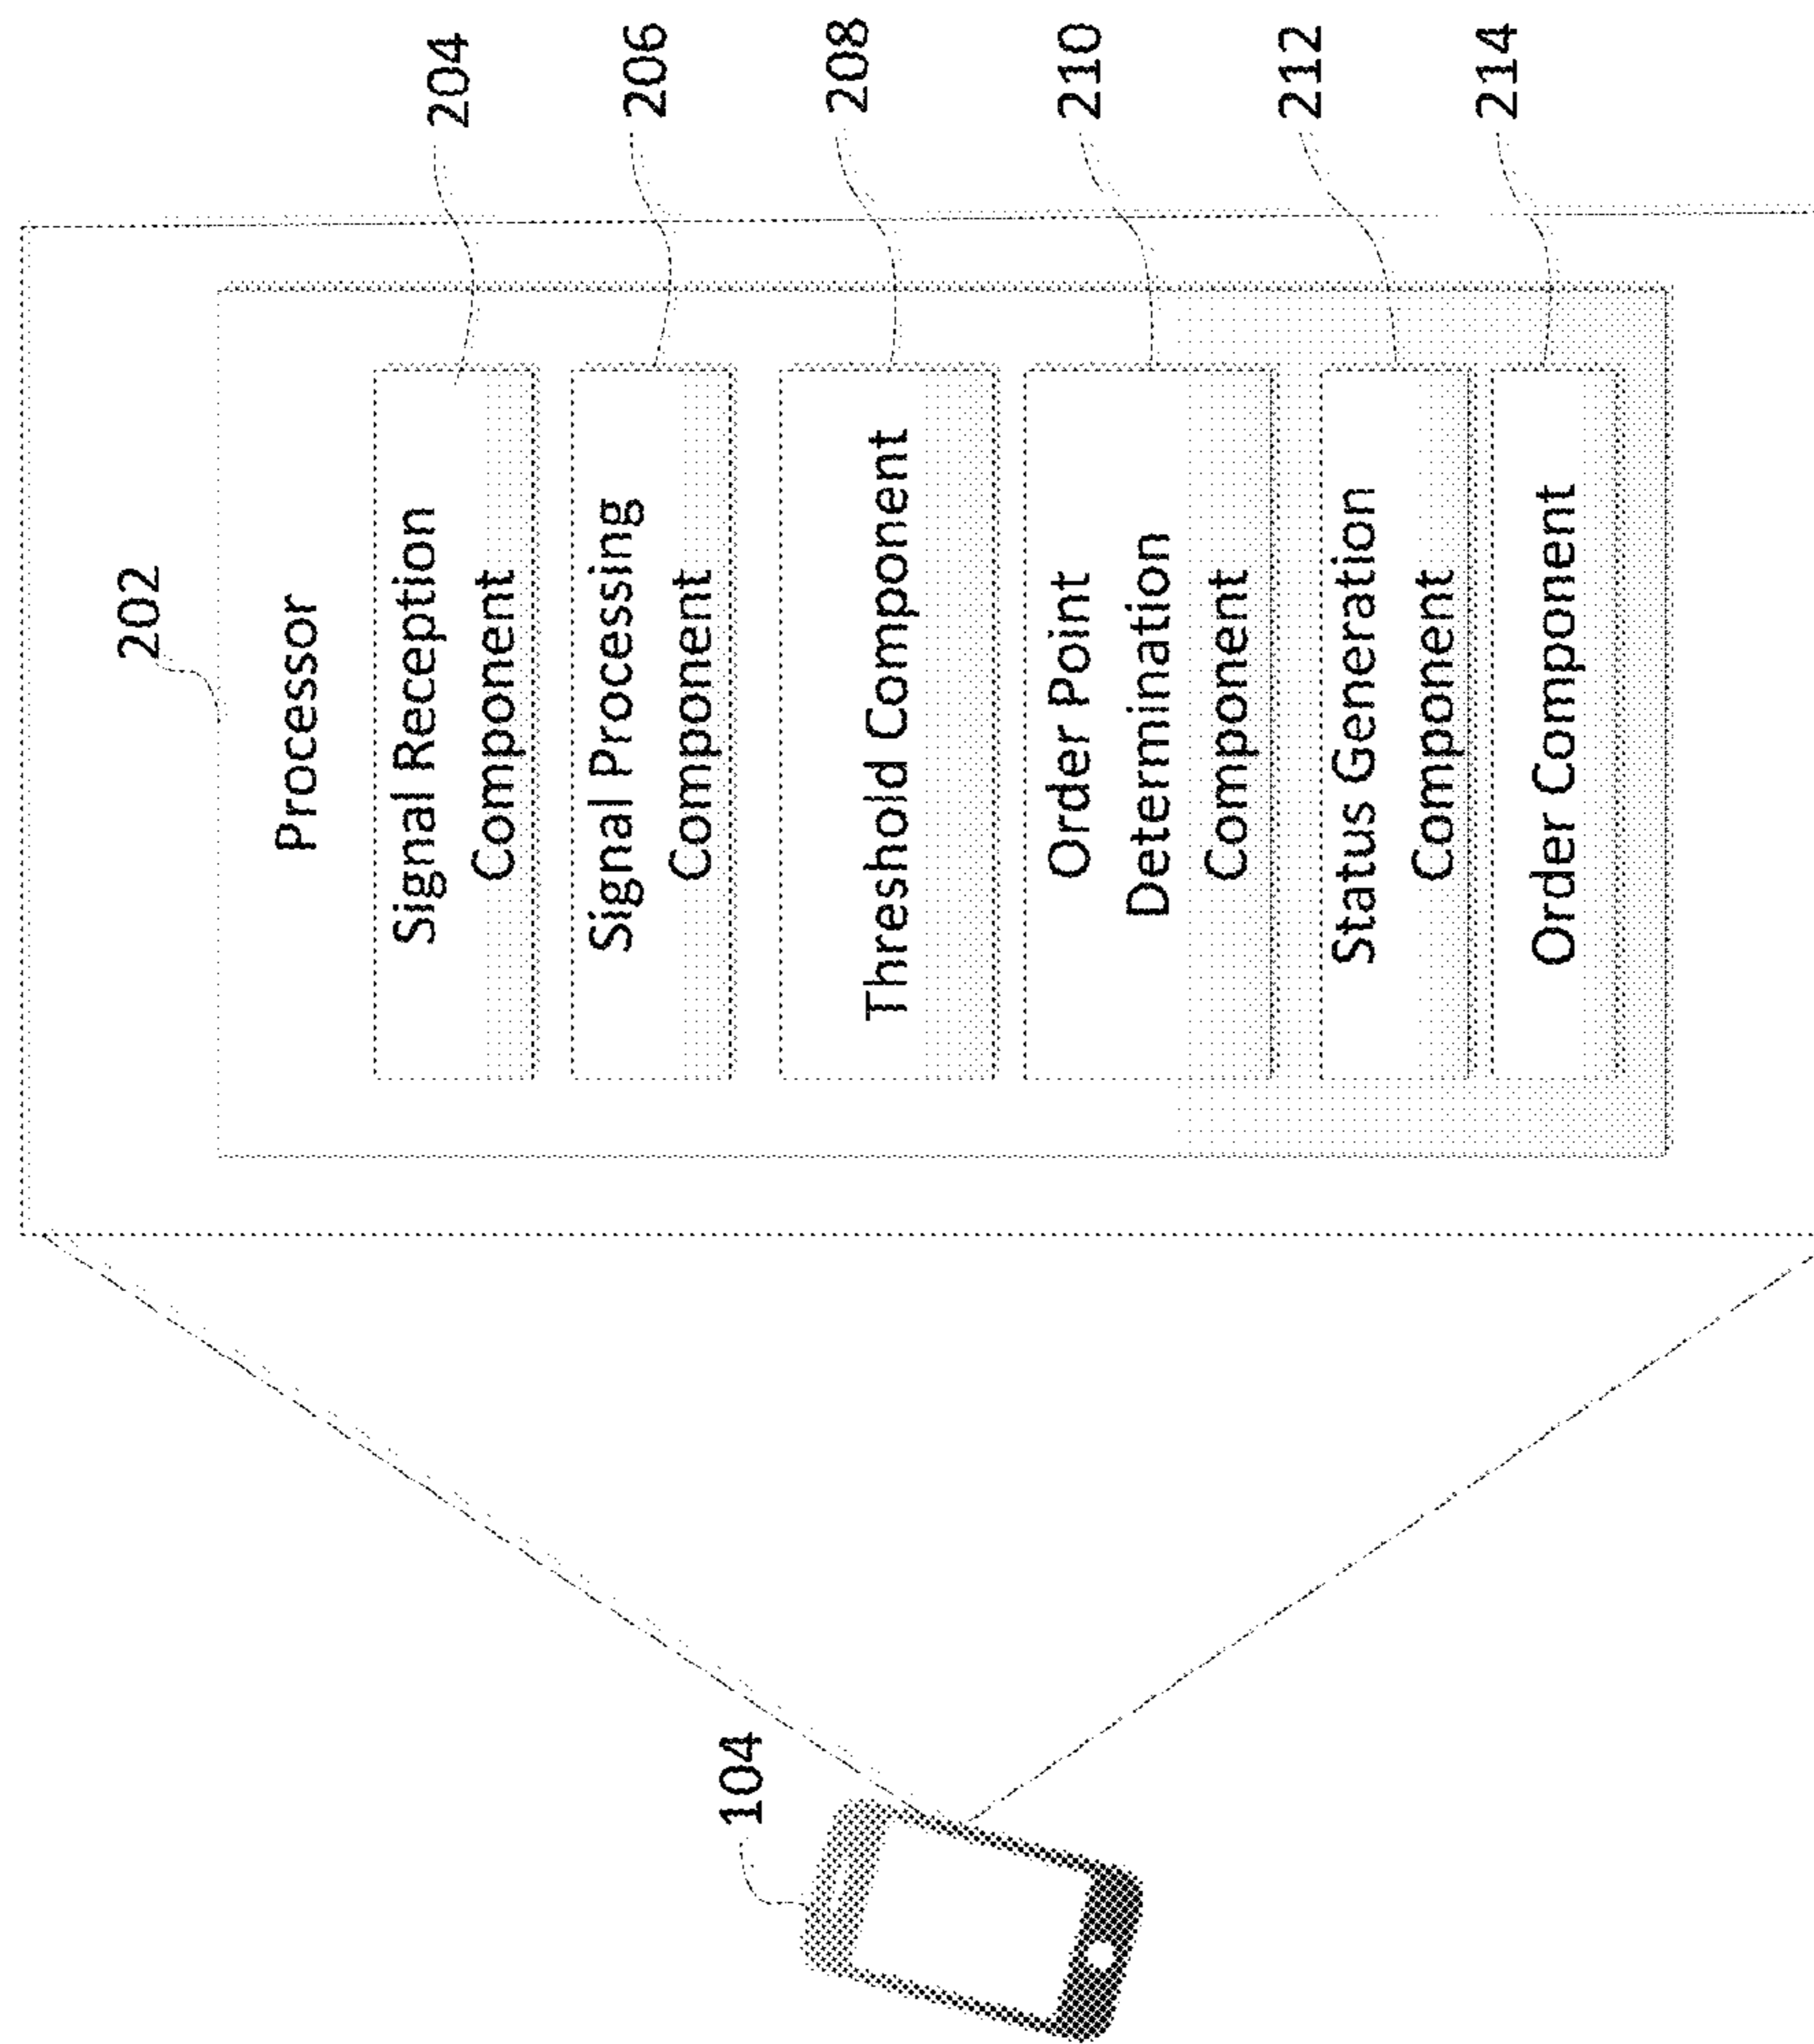 202
Processor
Signal Reception
Component
204
Signal Processing
Component
206
Threshold Component
208
Order Point
Determination
Component
210
Status Generation
Component
212
Order Component
214
104